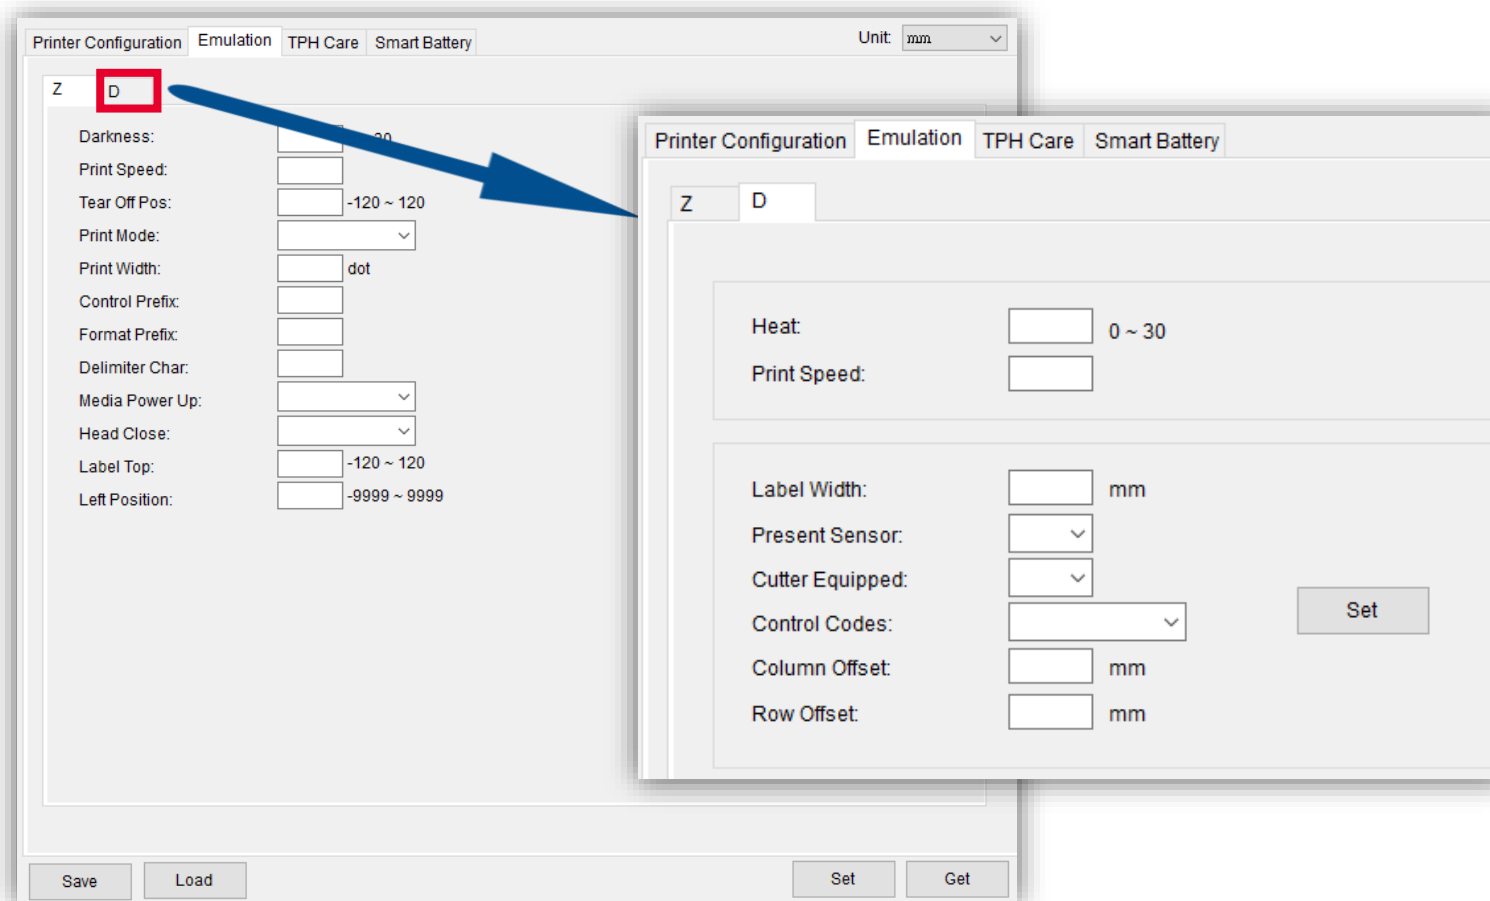 Printer Configuration Emulation TPH Care Smart Battery Unit: mm
Z D
Darkness:
Print Speed:
Tear Off Pos: -120 ~ 120
Print Mode:
Print Width: dot
Control Prefix:
Format Prefix:
Delimiter Char:
Media Power Up:
Head Close:
Label Top: -120 ~ 120
Left Position: -9999 ~ 9999
Save Load Set Get
Printer Configuration Emulation TPH Care Smart Battery
Z D
Heat: 0 ~ 30
Print Speed:
Label Width: mm
Present Sensor:
Cutter Equipped:
Control Codes:
Set
Column Offset: mm
Row Offset: mm